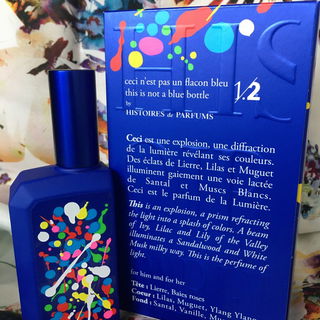 HIS
ceci n'est pas un flacon bleu
this is not a blue bottle
1/2
by
HISTOIRES de PARFUMS
Ceci est une explosion, une diffraction
de la lumière révélant ses couleurs.
Des éclats de Lierre, Lilas et Muguet
illuminent gaiement une voie lactée
de Santal et Muscs Blancs.
Ceci est le parfum de la Lumière.
This is an explosion, a prism refracting
the light into a splash of colors. A beam
of Ivy, Lilac and Lily of the Valley
illuminates a Sandalwood and White
Musk milky way. This is the perfume of
light.
for him and for her
Tête : Lierre, Baies roses
Coeur : Lilas, Muguet, Ylang Ylang
Fond : Santal, Vanille,